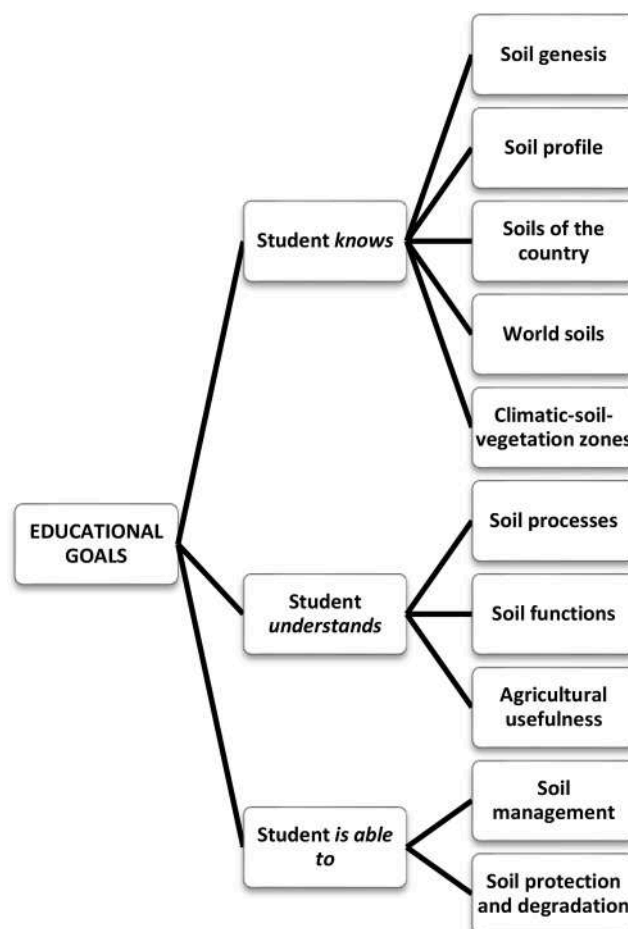 EDUCATIONAL
GOALS
Student knows
Soil genesis
Soil profile
Soils of the
country
World soils
Climatic-soil-
vegetation zones
Student
understands
Soil processes
Soil functions
Agricultural
usefulness
Student is able
to
Soil
management
Soil protection
and degradation